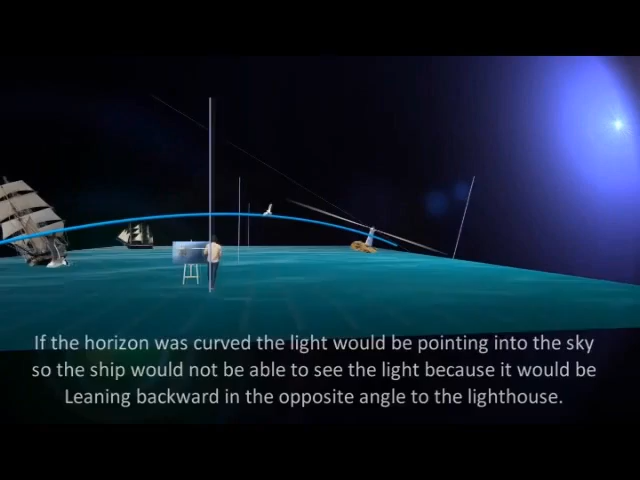 If the horizon was curved the light would be pointing into the sky
so the ship would not be able to see the light because it would be
Leaning backward in the opposite angle to the lighthouse.